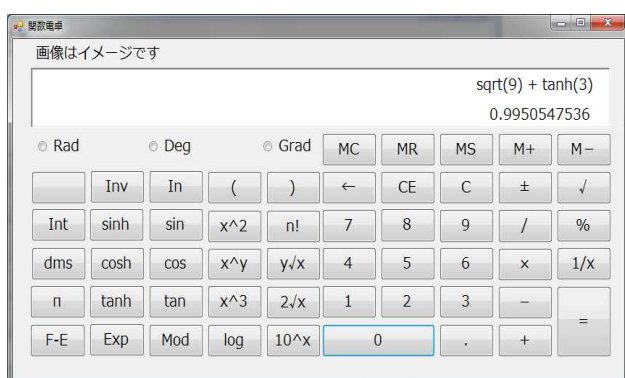 関数電卓
画像はイメージです
sqrt(9) + tanh(3)
0.9950547536
Rad Deg Grad MC MR MS M+ M−
Inv In ( ) ← CE C ± √
Int sinh sin x^2 n! 7 8 9 / %
dms cosh cos x^y y√x 4 5 6 × 1/x
π tanh tan x^3 2√x 1 2 3 − =
F-E Exp Mod log 10^x 0 . +